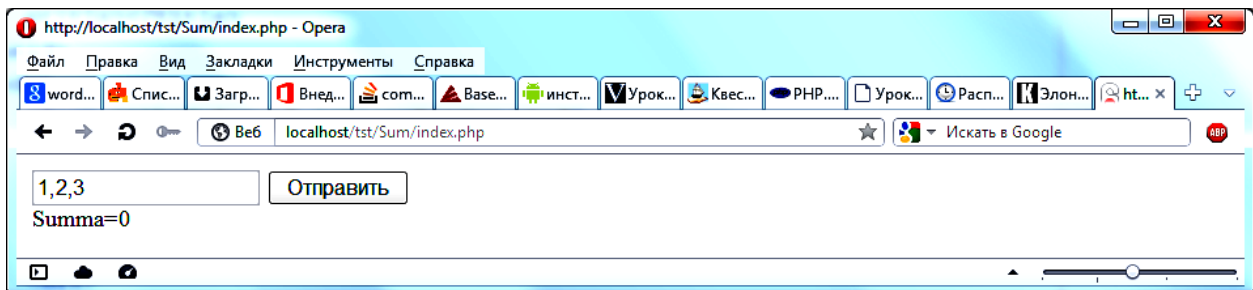 http://localhost/tst/Sum/index.php - Opera
Файл Правка Вид Закладки Инструменты Справка
word... Спис... Загр... Внед... com... Base... инст... Урок... Квес... PHP.... Урок... Расп... Элон... ht...
Веб localhost/tst/Sum/index.php Искать в Google ABP
1,2,3 Отправить
Summa=0